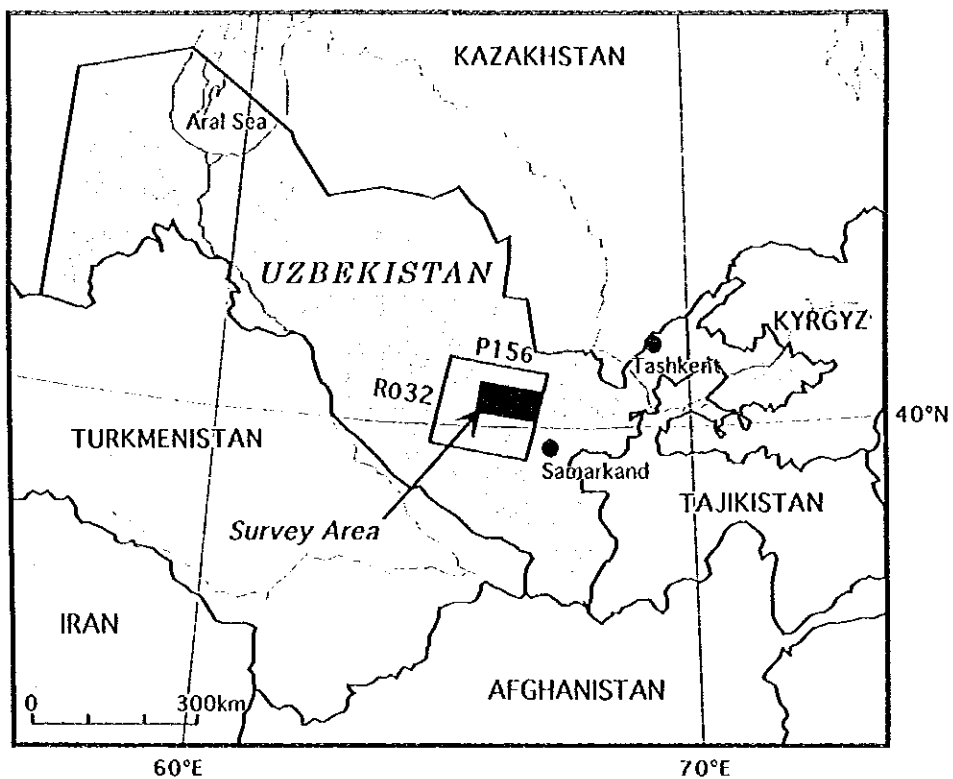 KAZAKHSTAN
Aral Sea
UZBEKISTAN
KYRGYZ
P156
Tashkent
R032
40°N
TURKMENISTAN
Samarkand
TAJIKISTAN
Survey Area
IRAN
AFGHANISTAN
0 300km
60°E 70°E